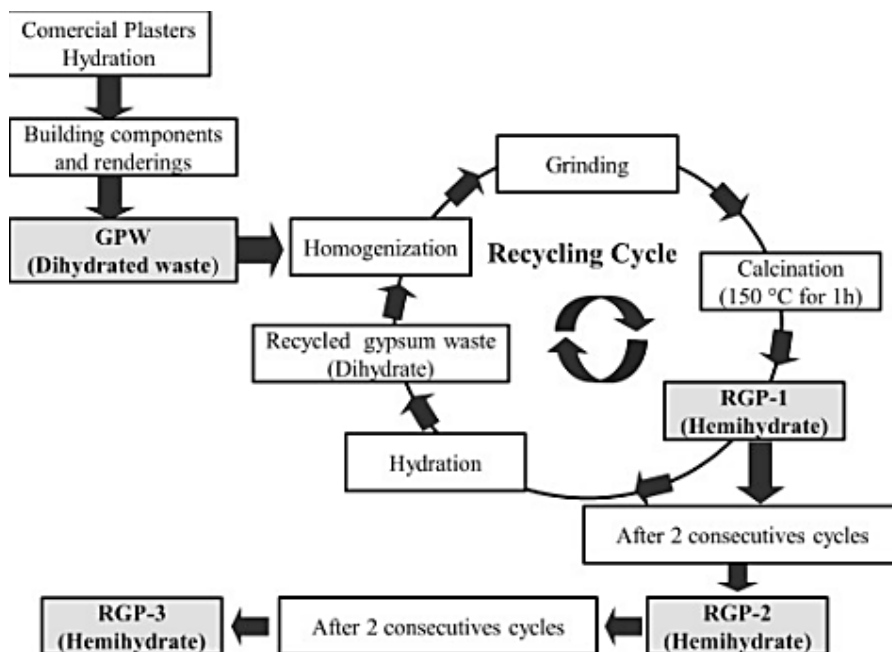 Comercial Plasters
Hydration
Building components
and renderings
GPW
(Dihydrated waste)
Homogenization
Grinding
Recycling Cycle
Calcination
(150 °C for 1h)
Recycled gypsum waste
(Dihydrate)
RGP-1
(Hemihydrate)
Hydration
After 2 consecutives cycles
RGP-3
(Hemihydrate)
After 2 consecutives cycles
RGP-2
(Hemihydrate)